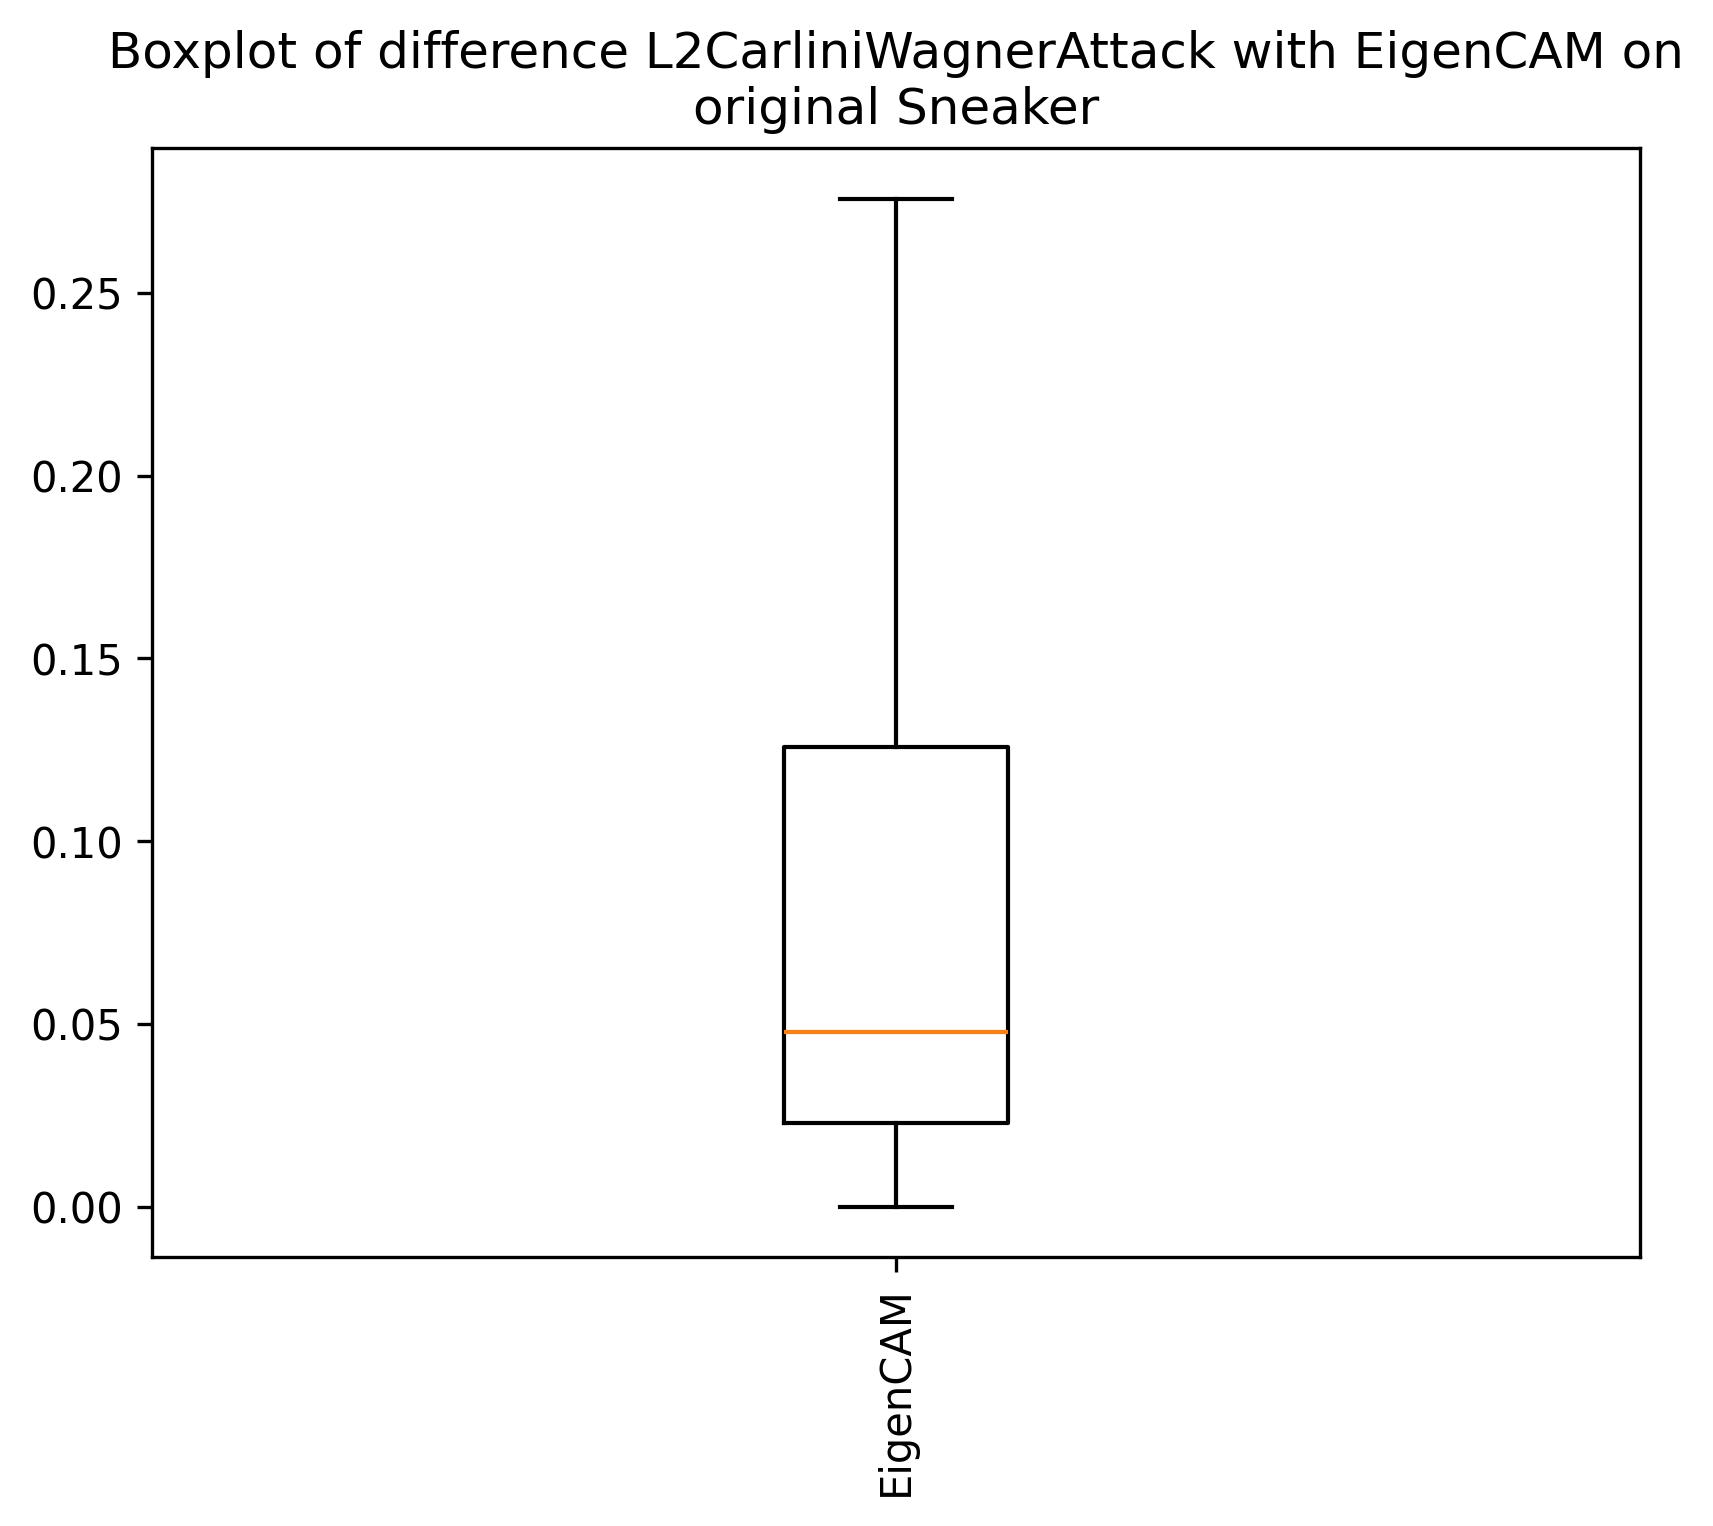 Boxplot of difference L2CarliniWagnerAttack with EigenCAM on
original Sneaker
0.25
0.20
0.15
0.10
0.05
0.00
EigenCAM